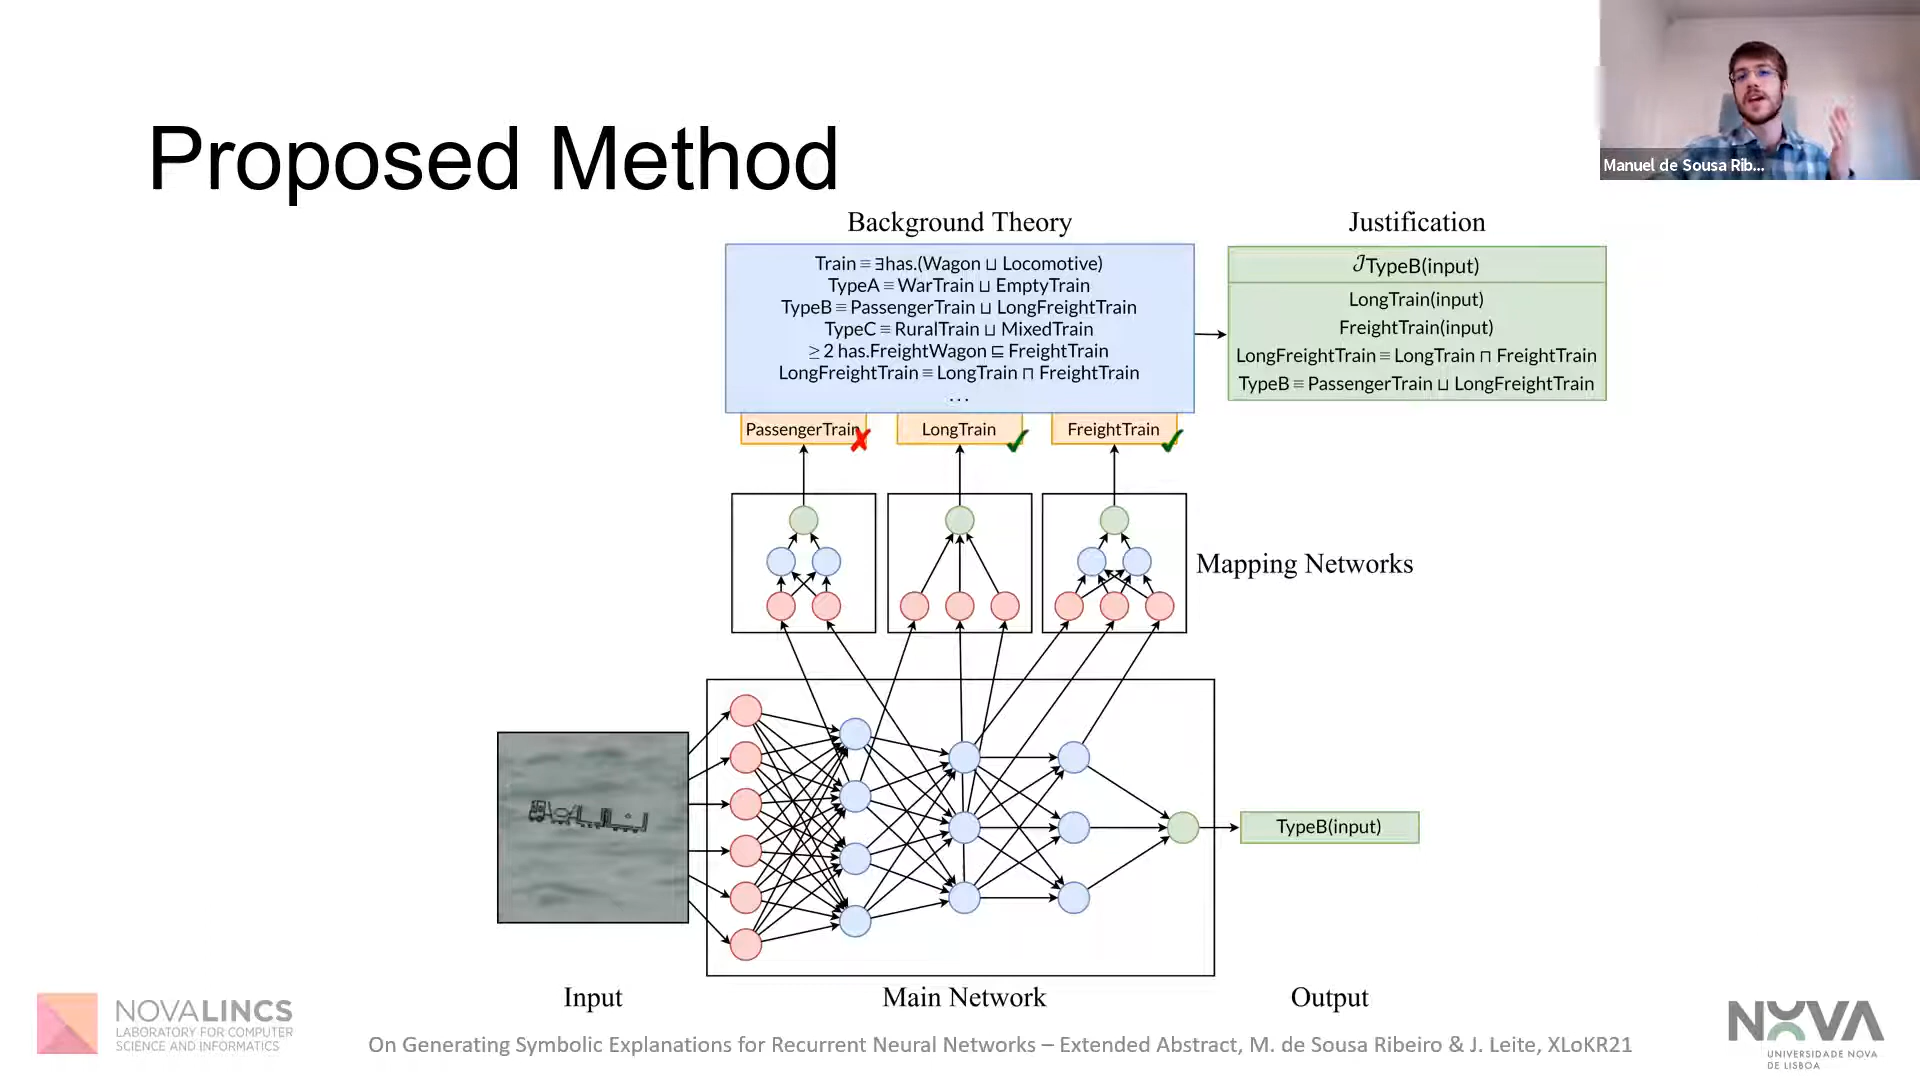 Manuel de Sousa Rib...
Proposed Method
Background Theory
Train ≡ ∃has.(Wagon ⊔ Locomotive)
TypeA ≡ WarTrain ⊔ EmptyTrain
TypeB ≡ PassengerTrain ⊔ LongFreightTrain
TypeC ≡ RuralTrain ⊔ MixedTrain
≥ 2 has.FreightWagon ⊑ FreightTrain
LongFreightTrain ≡ LongTrain ⊓ FreightTrain
...
Justification
𝒥TypeB(input)
LongTrain(input)
FreightTrain(input)
LongFreightTrain ≡ LongTrain ⊓ FreightTrain
TypeB ≡ PassengerTrain ⊔ LongFreightTrain
PassengerTrain
LongTrain
FreightTrain
Mapping Networks
TypeB(input)
Input
Main Network
Output
NOVALINCS
LABORATORY FOR COMPUTER
SCIENCE AND INFORMATICS
On Generating Symbolic Explanations for Recurrent Neural Networks – Extended Abstract, M. de Sousa Ribeiro & J. Leite, XLoKR21
NOVA
UNIVERSIDADE NOVA
DE LISBOA